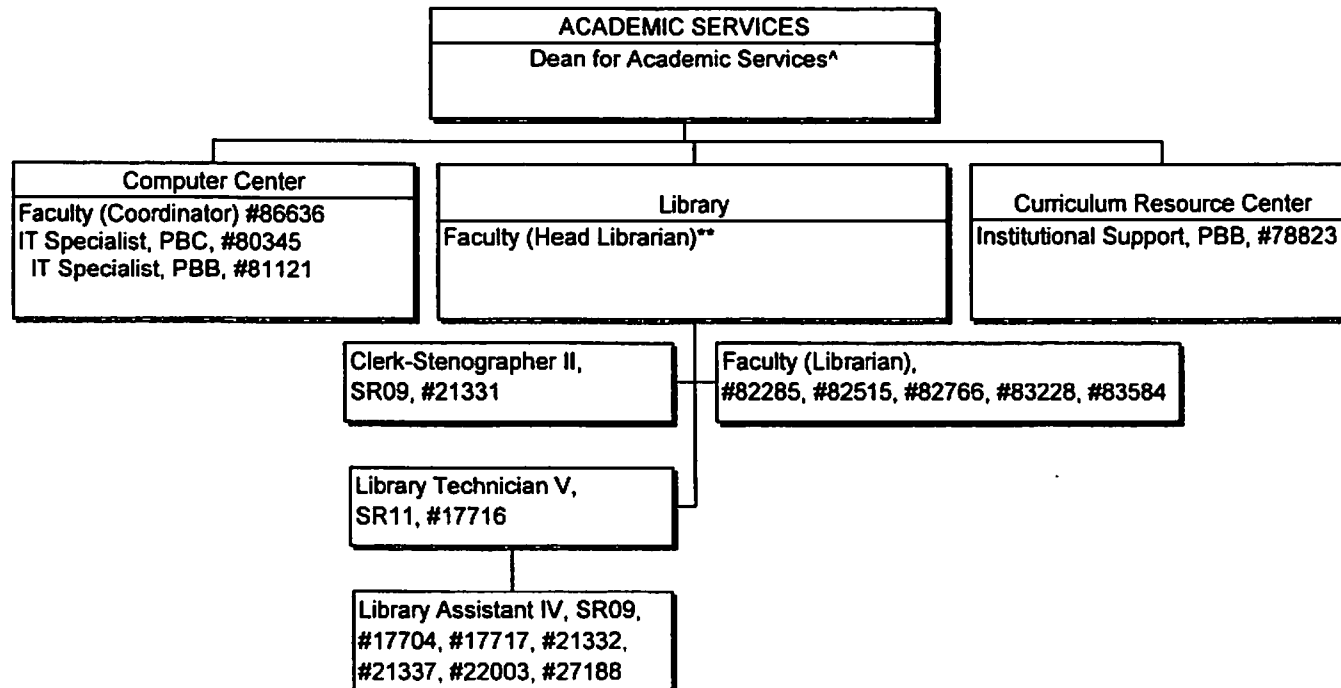 ACADEMIC SERVICES
Dean for Academic Services^
Computer Center
Faculty (Coordinator) #86636
IT Specialist, PBC, #80345
IT Specialist, PBB, #81121
Library
Faculty (Head Librarian)**
Curriculum Resource Center
Institutional Support, PBB, #78823
Clerk-Stenographer II,
SR09, #21331
Faculty (Librarian),
#82285, #82515, #82766, #83228, #83584
Library Technician V,
SR11, #17716
Library Assistant IV, SR09,
#17704, #17717, #21332,
#21337, #22003, #27188